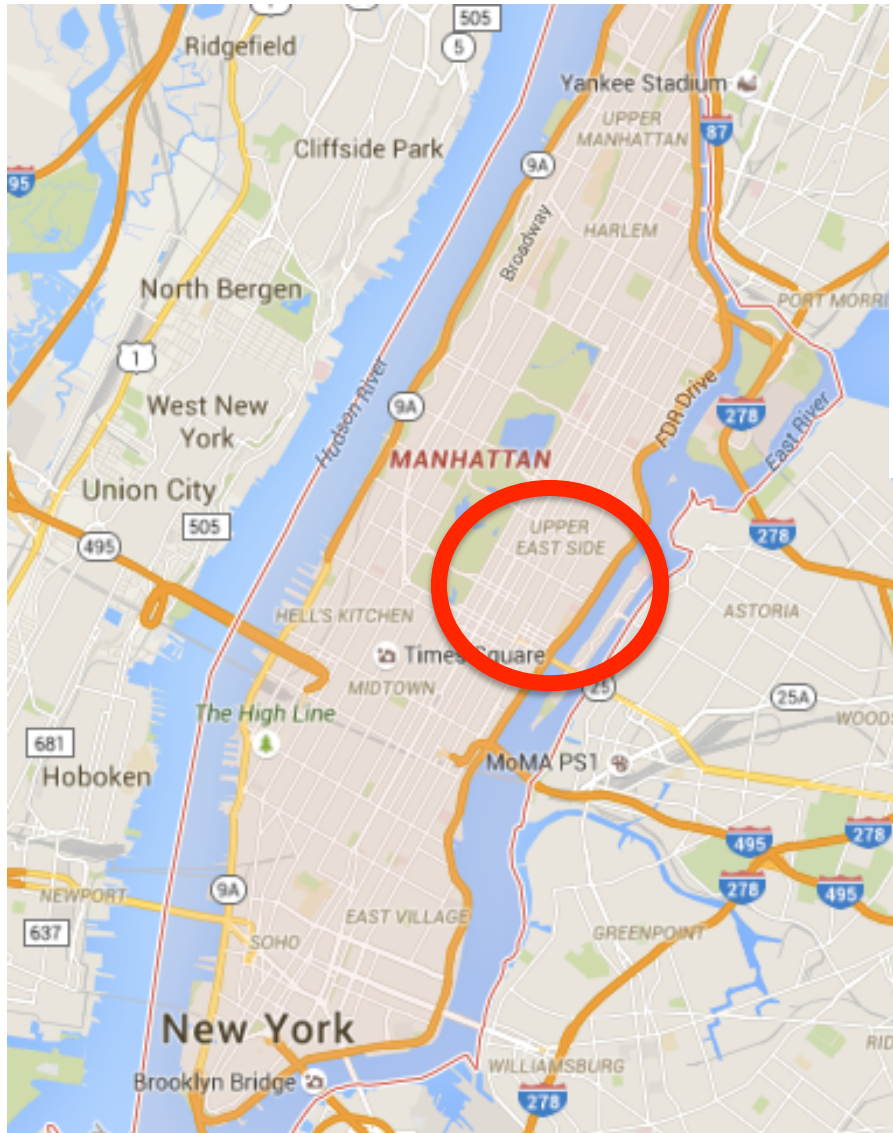 505
Ridgefield
5
Yankee Stadium
UPPER
MANHATTAN
87
Cliffside Park
9A
95
Broadway
HARLEM
North Bergen
PORT MORRI
1
Hudson River
FDR Drive
9A
West New
York
278
East River
MANHATTAN
Union City
505
495
UPPER
EAST SIDE
278
HELL'S KITCHEN
ASTORIA
Times Square
MIDTOWN
25
25A
The High Line
WOODS
681
MoMA PS1
Hoboken
495
278
278
495
NEWPORT
9A
EAST VILLAGE
637
SOHO
GREENPOINT
New York
RID
WILLIAMSBURG
Brooklyn Bridge
278